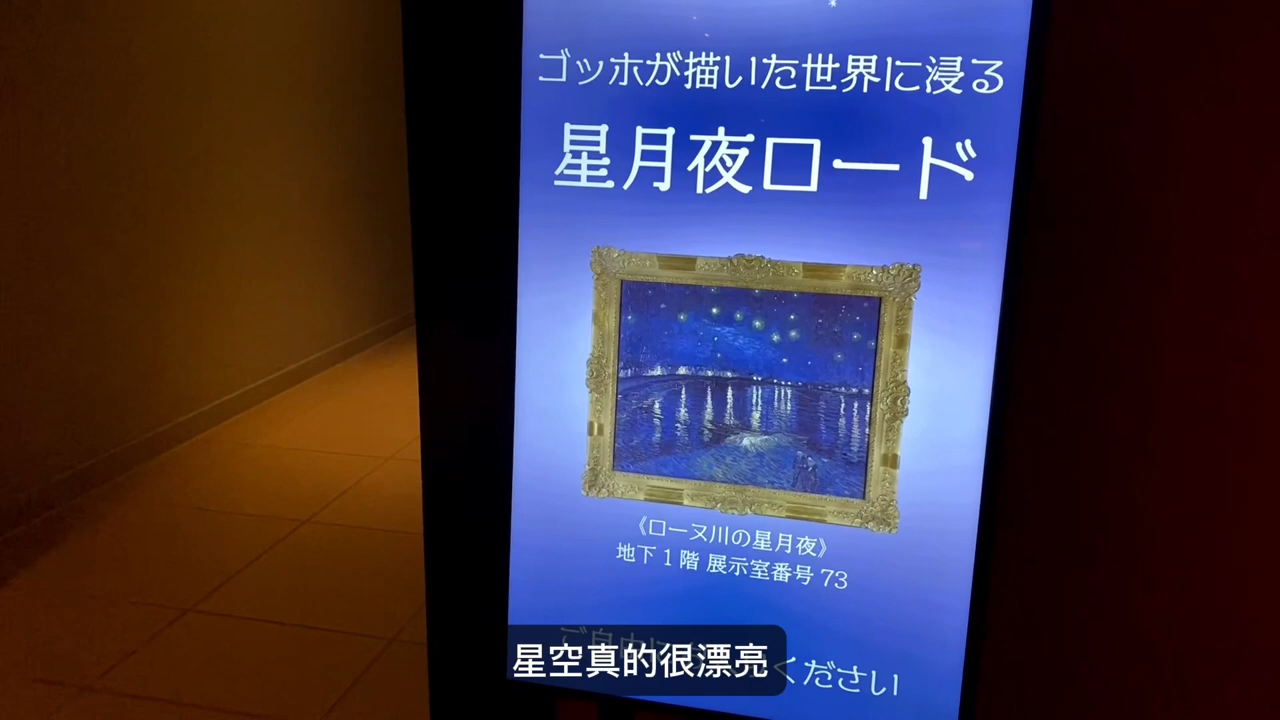 ゴッホが描いた世界に浸る
星月夜ロード
《ローヌ川の星月夜》
地下1階 展示室番号 73
ください
星空真的很漂亮